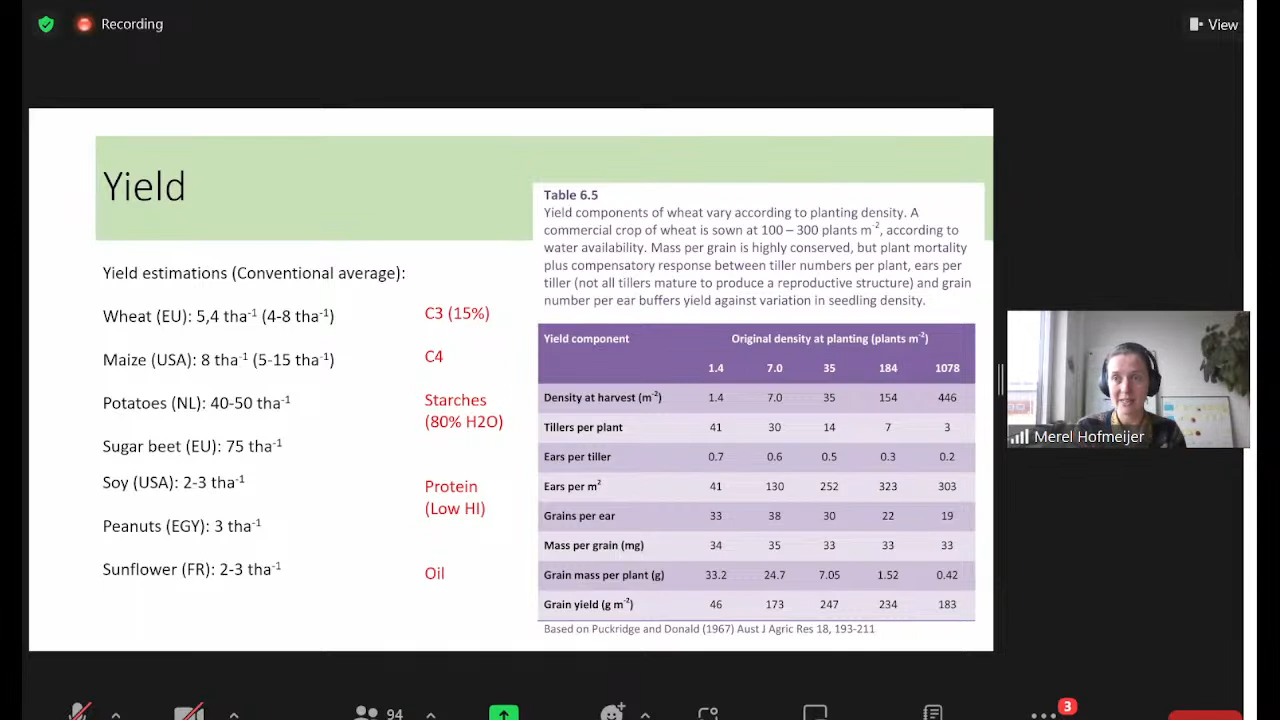 Recording
View
Yield
Yield estimations (Conventional average):
Wheat (EU): 5,4 tha⁻¹ (4-8 tha⁻¹)
C3 (15%)
Maize (USA): 8 tha⁻¹ (5-15 tha⁻¹)
C4
Potatoes (NL): 40-50 tha⁻¹
Starches
(80% H2O)
Sugar beet (EU): 75 tha⁻¹
Soy (USA): 2-3 tha⁻¹
Protein
(Low HI)
Peanuts (EGY): 3 tha⁻¹
Sunflower (FR): 2-3 tha⁻¹
Oil
Table 6.5
Yield components of wheat vary according to planting density. A
commercial crop of wheat is sown at 100 – 300 plants m⁻², according to
water availability. Mass per grain is highly conserved, but plant mortality
plus compensatory response between tiller numbers per plant, ears per
tiller (not all tillers mature to produce a reproductive structure) and grain
number per ear buffers yield against variation in seedling density.
Yield component Original density at planting (plants m⁻²)
1.4 7.0 35 184 1078
Density at harvest (m⁻²) 1.4 7.0 35 154 446
Tillers per plant 41 30 14 7 3
Ears per tiller 0.7 0.6 0.5 0.3 0.2
Ears per m² 41 130 252 323 303
Grains per ear 33 38 30 22 19
Mass per grain (mg) 34 35 33 33 33
Grain mass per plant (g) 33.2 24.7 7.05 1.52 0.42
Grain yield (g m⁻²) 46 173 247 234 183
Based on Puckridge and Donald (1967) Aust J Agric Res 18, 193-211
Merel Hofmeijer
94
3